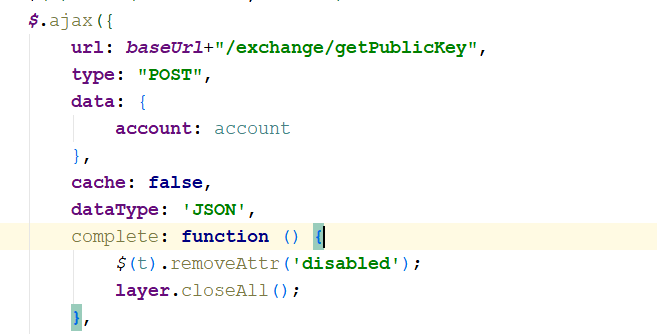 $.ajax({
url: baseUrl+"/exchange/getPublicKey",
type: "POST",
data: {
account: account
},
cache: false,
dataType: 'JSON',
complete: function () {
$(t).removeAttr('disabled');
layer.closeAll();
},